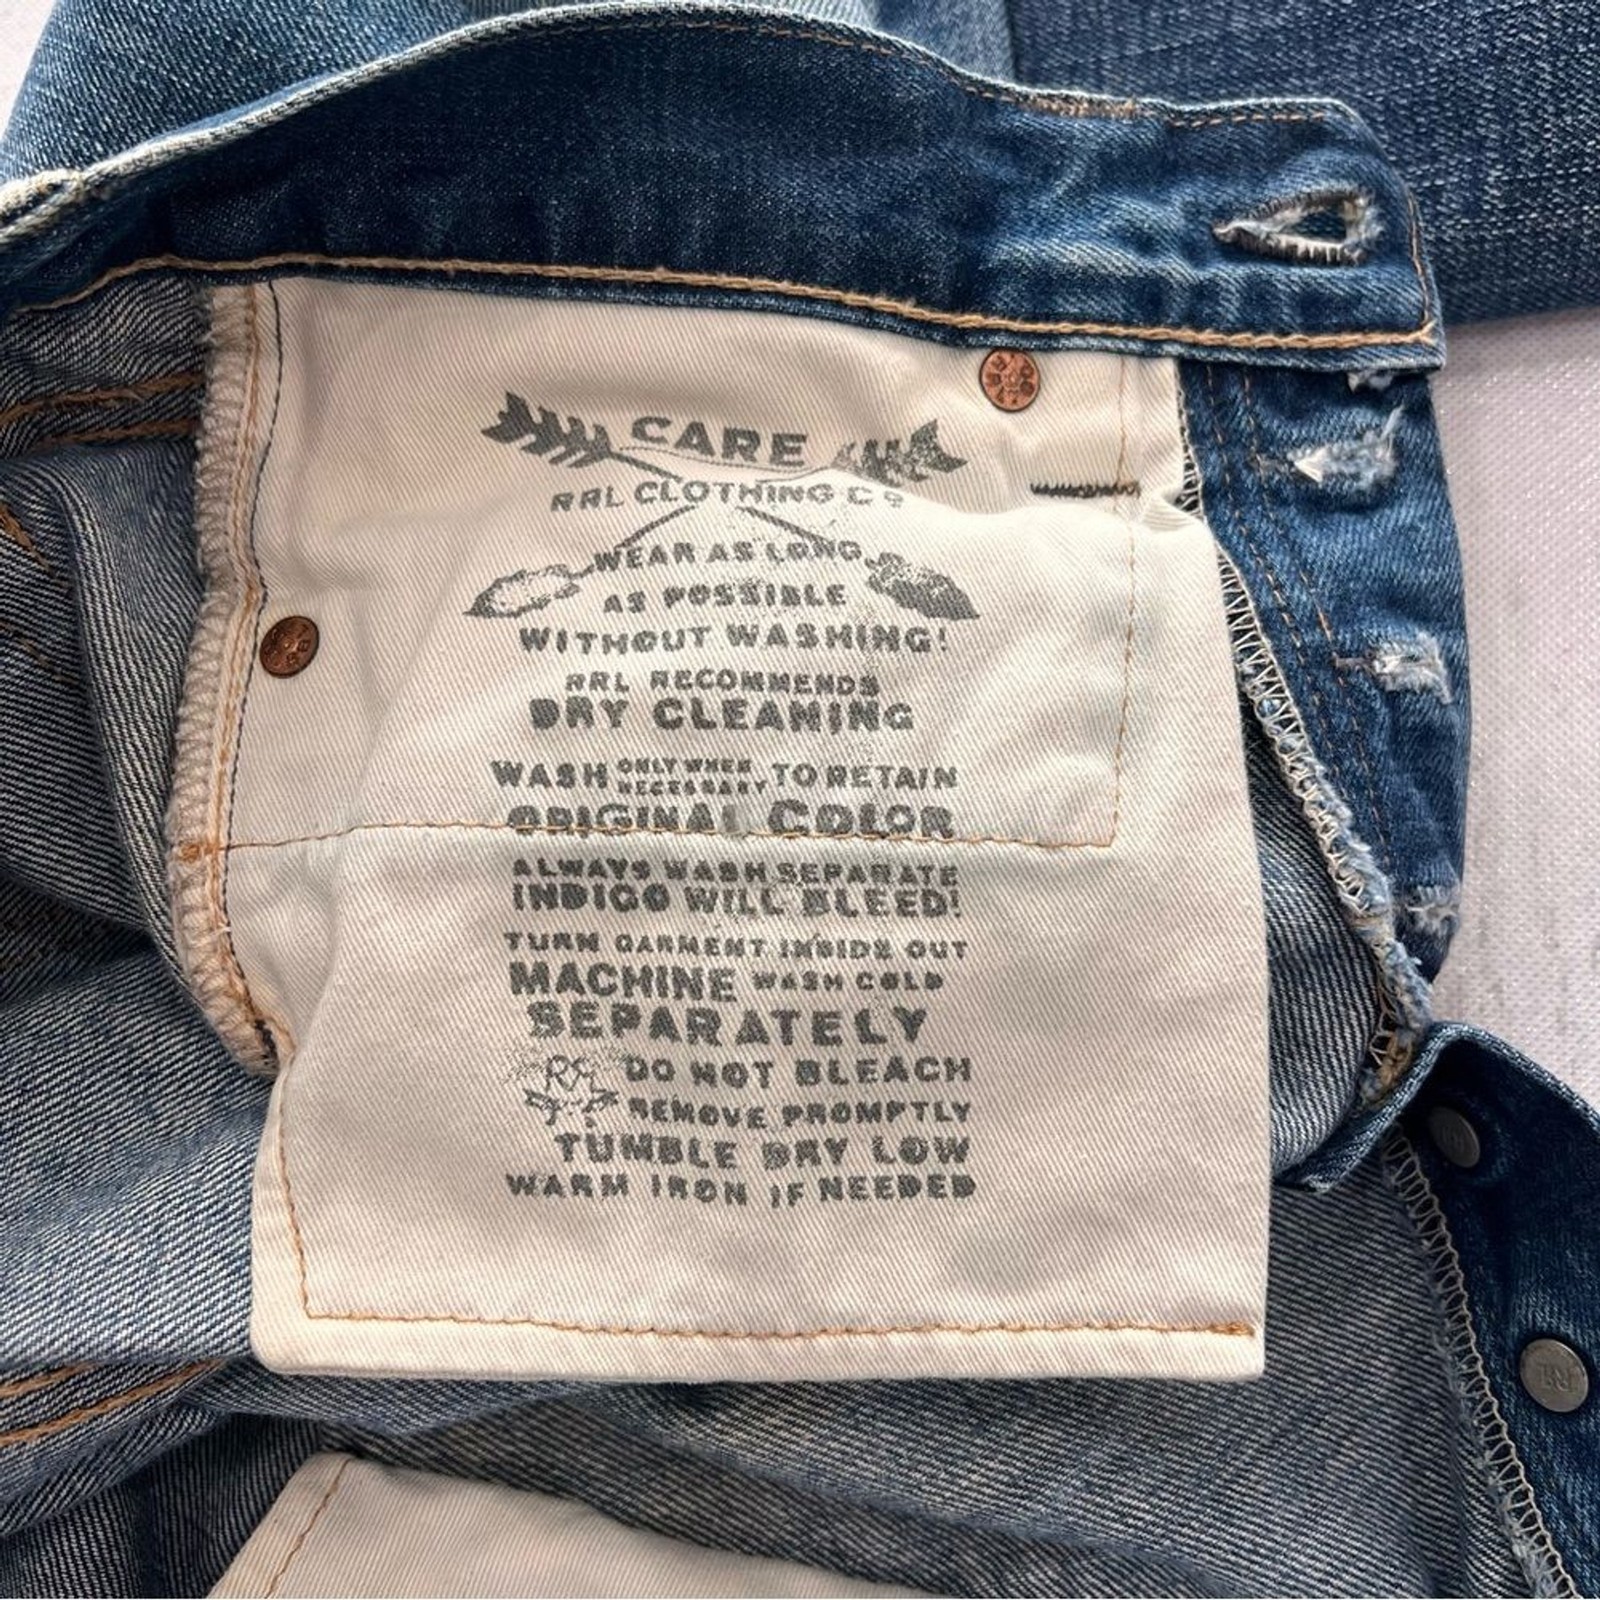 CARE
RRL CLOTHING Cº
WEAR AS LONG
AS POSSIBLE
WITHOUT WASHING!
RRL RECOMMENDS
DRY CLEANING
WASH ONLY WHEN NECESSARY TO RETAIN
ORIGINAL COLOR
ALWAYS WASH SEPARATE
INDIGO WILL BLEED!
TURN GARMENT INSIDE OUT
MACHINE WASH COLD
SEPARATELY
DO NOT BLEACH
REMOVE PROMPTLY
TUMBLE DRY LOW
WARM IRON IF NEEDED